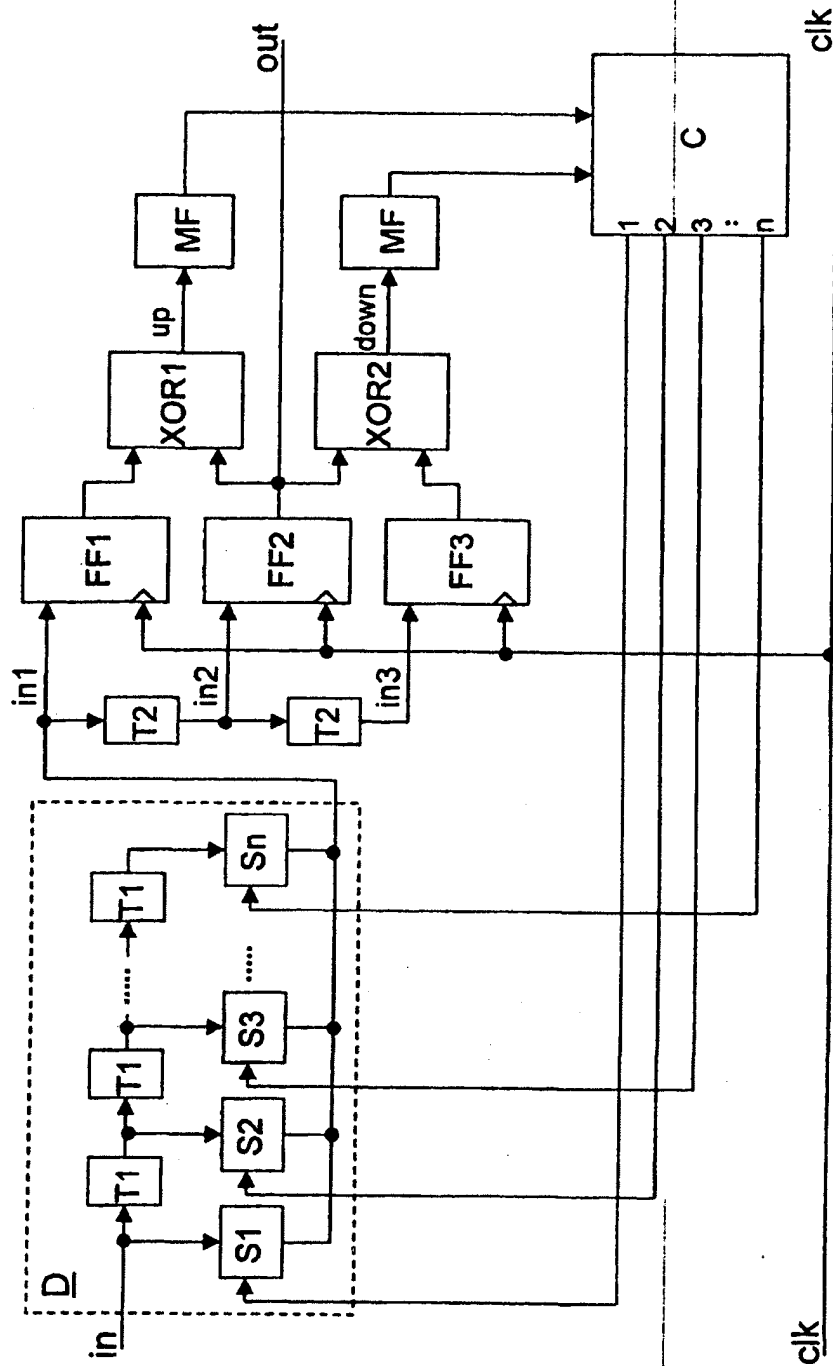 in
D
T1
T1
.....
T1
S1
S2
S3
.....
Sn
in1
T2
in2
T2
in3
FF1
FF2
FF3
XOR1
up
XOR2
down
MF
MF
out
C
1
2
3
:
n
clk
clk